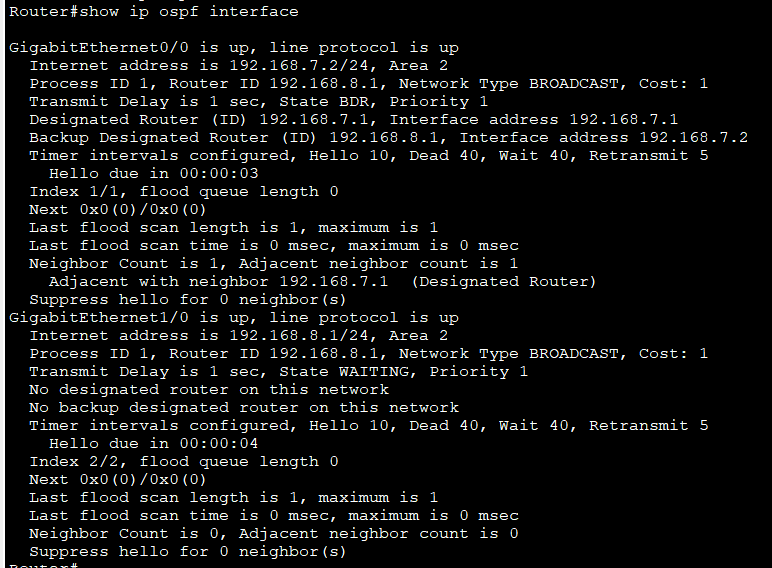 Router#show ip ospf interface
GigabitEthernet0/0 is up, line protocol is up
Internet address is 192.168.7.2/24, Area 2
Process ID 1, Router ID 192.168.8.1, Network Type BROADCAST, Cost: 1
Transmit Delay is 1 sec, State BDR, Priority 1
Designated Router (ID) 192.168.7.1, Interface address 192.168.7.1
Backup Designated Router (ID) 192.168.8.1, Interface address 192.168.7.2
Timer intervals configured, Hello 10, Dead 40, Wait 40, Retransmit 5
Hello due in 00:00:03
Index 1/1, flood queue length 0
Next 0x0(0)/0x0(0)
Last flood scan length is 1, maximum is 1
Last flood scan time is 0 msec, maximum is 0 msec
Neighbor Count is 1, Adjacent neighbor count is 1
Adjacent with neighbor 192.168.7.1 (Designated Router)
Suppress hello for 0 neighbor(s)
GigabitEthernet1/0 is up, line protocol is up
Internet address is 192.168.8.1/24, Area 2
Process ID 1, Router ID 192.168.8.1, Network Type BROADCAST, Cost: 1
Transmit Delay is 1 sec, State WAITING, Priority 1
No designated router on this network
No backup designated router on this network
Timer intervals configured, Hello 10, Dead 40, Wait 40, Retransmit 5
Hello due in 00:00:04
Index 2/2, flood queue length 0
Next 0x0(0)/0x0(0)
Last flood scan length is 1, maximum is 1
Last flood scan time is 0 msec, maximum is 0 msec
Neighbor Count is 0, Adjacent neighbor count is 0
Suppress hello for 0 neighbor(s)
Router#